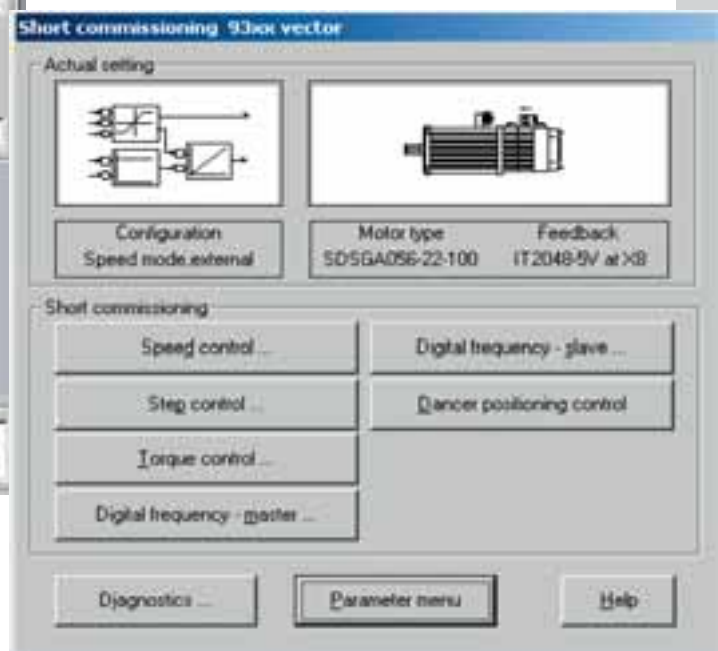 Short commissioning 93xx vector
Actual setting
Configuration
Speed mode.external
Motor type
SDSGA056-22-100
Feedback
IT2048-5V at X8
Short commissioning
Speed control ...
Digital frequency - slave ...
Step control ...
Dancer positioning control
Torque control ...
Digital frequency - master ...
Diagnostics ...
Parameter menu
Help